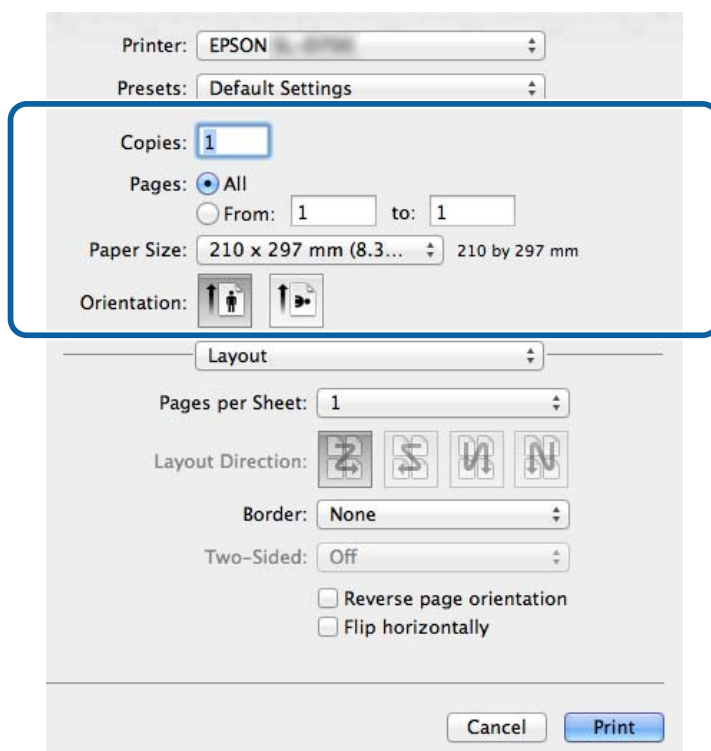 Printer: EPSON
Presets: Default Settings
Copies: 1
Pages: All
From: 1 to: 1
Paper Size: 210 x 297 mm (8.3... 210 by 297 mm
Orientation:
Layout
Pages per Sheet: 1
Layout Direction:
Border: None
Two-Sided: Off
Reverse page orientation
Flip horizontally
Cancel Print